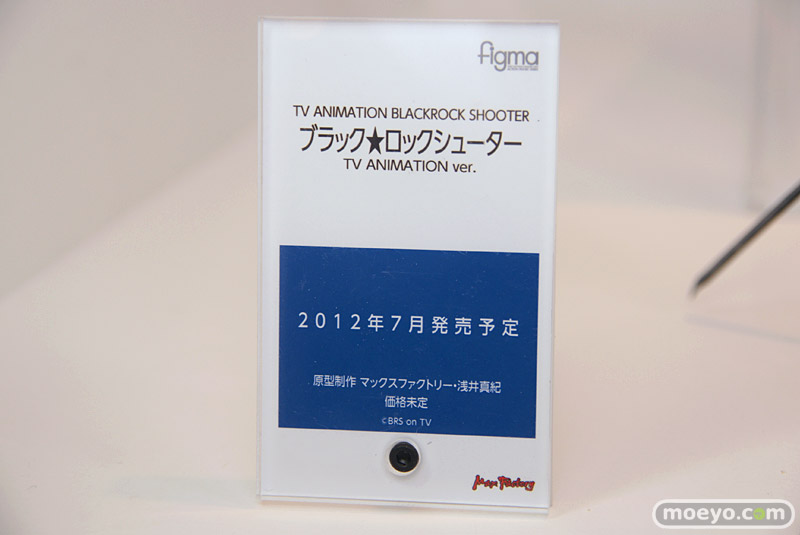 figma
TV ANIMATION BLACKROCK SHOOTER
ブラック★ロックシューター
TV ANIMATION ver.
2012年7月発売予定
原型制作 マックスファクトリー・浅井真紀
価格未定
©BRS on TV
Max Factory
moeyo.com